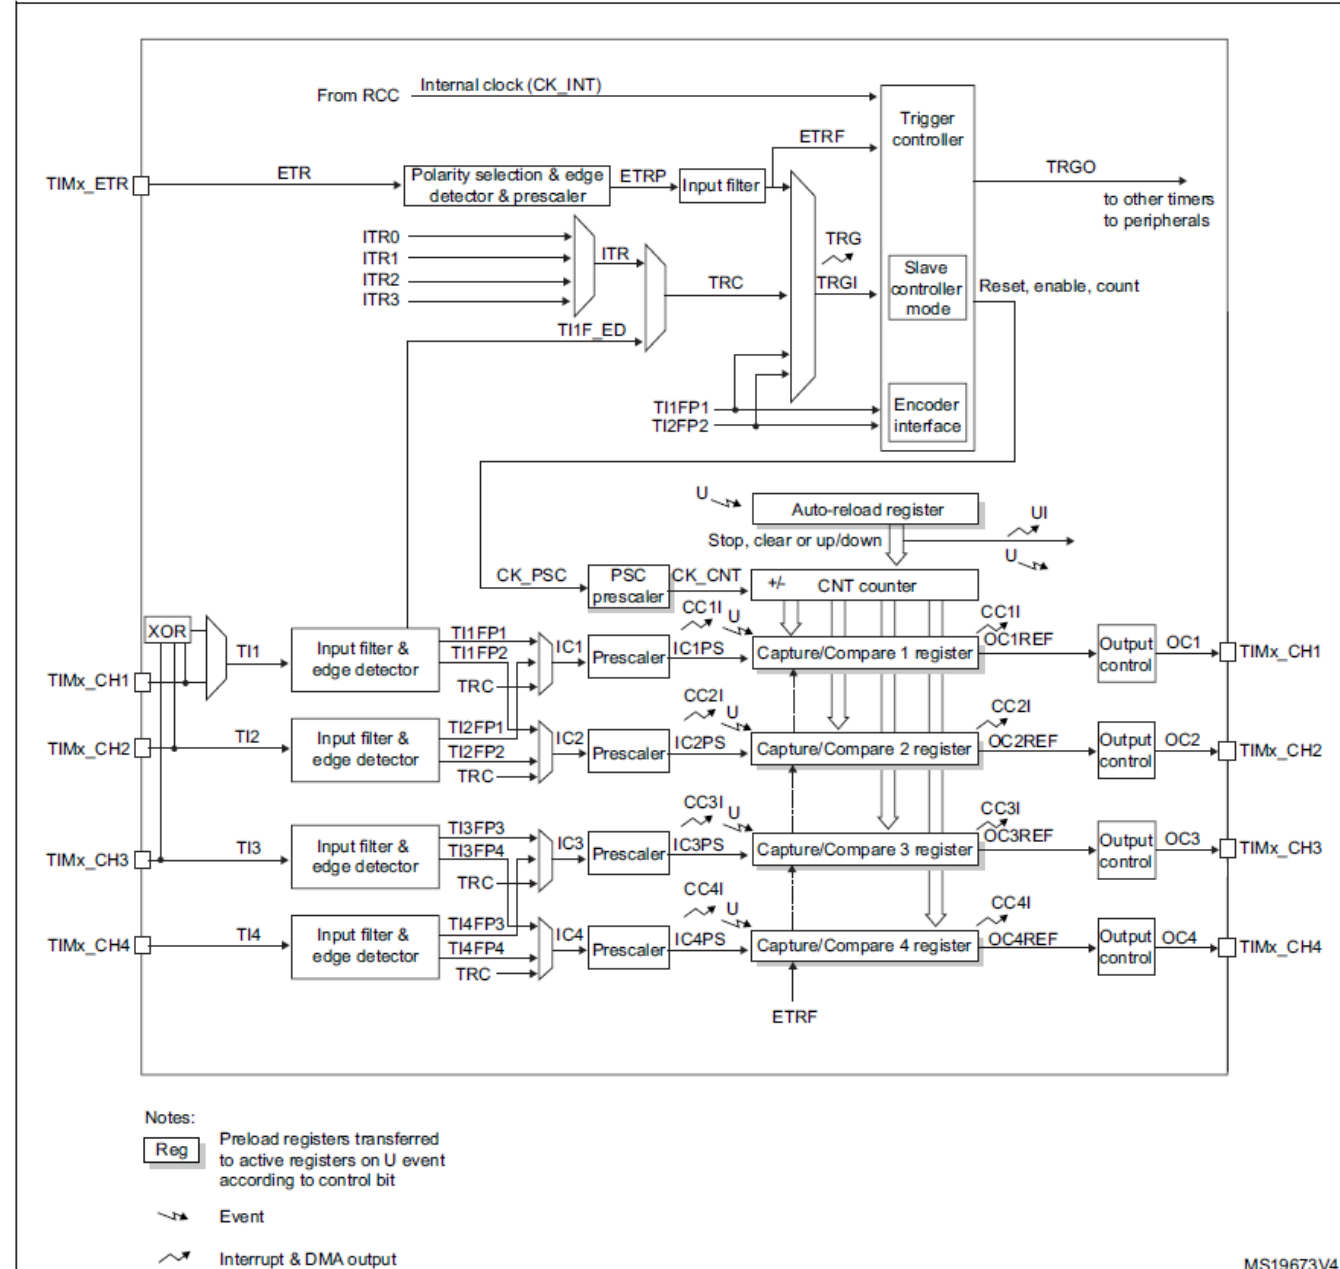 Internal clock (CK_INT)
From RCC
Trigger
controller
ETRF
TIMx_ETR
ETR
Polarity selection & edge
detector & prescaler
ETRP
Input filter
TRGO
to other timers
to peripherals
ITR0
ITR1
ITR2
ITR3
ITR
TRC
TRG
TRGI
Slave
controller
mode
Reset, enable, count
TI1F_ED
TI1FP1
TI2FP2
Encoder
interface
U
Auto-reload register
UI
Stop, clear or up/down
U
CK_PSC
PSC
prescaler
CK_CNT
+/-
CNT counter
XOR
TI1
TIMx_CH1
Input filter &
edge detector
TI1FP1
TI1FP2
TRC
IC1
Prescaler
IC1PS
CC1I
U
Capture/Compare 1 register
CC1I
OC1REF
Output
control
OC1
TIMx_CH1
TIMx_CH2
TI2
Input filter &
edge detector
TI2FP1
TI2FP2
TRC
IC2
Prescaler
IC2PS
CC2I
U
Capture/Compare 2 register
CC2I
OC2REF
Output
control
OC2
TIMx_CH2
TIMx_CH3
TI3
Input filter &
edge detector
TI3FP3
TI3FP4
TRC
IC3
Prescaler
IC3PS
CC3I
U
Capture/Compare 3 register
CC3I
OC3REF
Output
control
OC3
TIMx_CH3
TIMx_CH4
TI4
Input filter &
edge detector
TI4FP3
TI4FP4
TRC
IC4
Prescaler
IC4PS
CC4I
U
Capture/Compare 4 register
CC4I
OC4REF
Output
control
OC4
TIMx_CH4
ETRF
Notes:
Reg
Preload registers transferred
to active registers on U event
according to control bit
Event
Interrupt & DMA output
MS19673V4